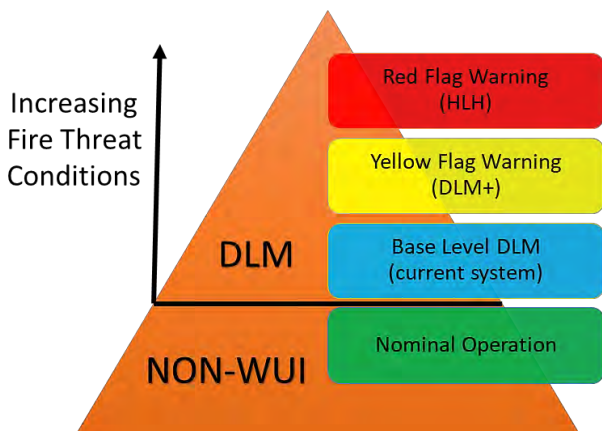 Increasing
Fire Threat
Conditions
Red Flag Warning
(HLH)
Yellow Flag Warning
(DLM+)
DLM
Base Level DLM
(current system)
NON-WUI
Nominal Operation